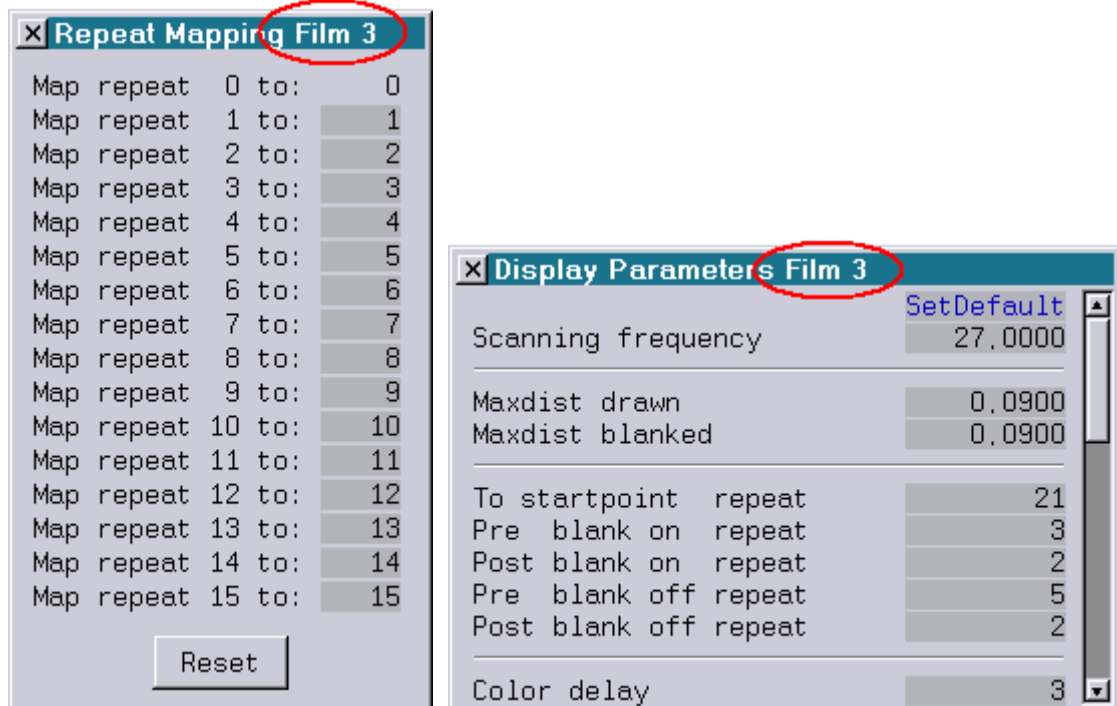 Repeat Mapping Film 3
Map repeat 0 to: 0
Map repeat 1 to: 1
Map repeat 2 to: 2
Map repeat 3 to: 3
Map repeat 4 to: 4
Map repeat 5 to: 5
Map repeat 6 to: 6
Map repeat 7 to: 7
Map repeat 8 to: 8
Map repeat 9 to: 9
Map repeat 10 to: 10
Map repeat 11 to: 11
Map repeat 12 to: 12
Map repeat 13 to: 13
Map repeat 14 to: 14
Map repeat 15 to: 15
Reset
Display Parameters Film 3
SetDefault
Scanning frequency 27,0000
Maxdist drawn 0,0900
Maxdist blanked 0,0900
To startpoint repeat 21
Pre blank on repeat 3
Post blank on repeat 2
Pre blank off repeat 5
Post blank off repeat 2
Color delay 3